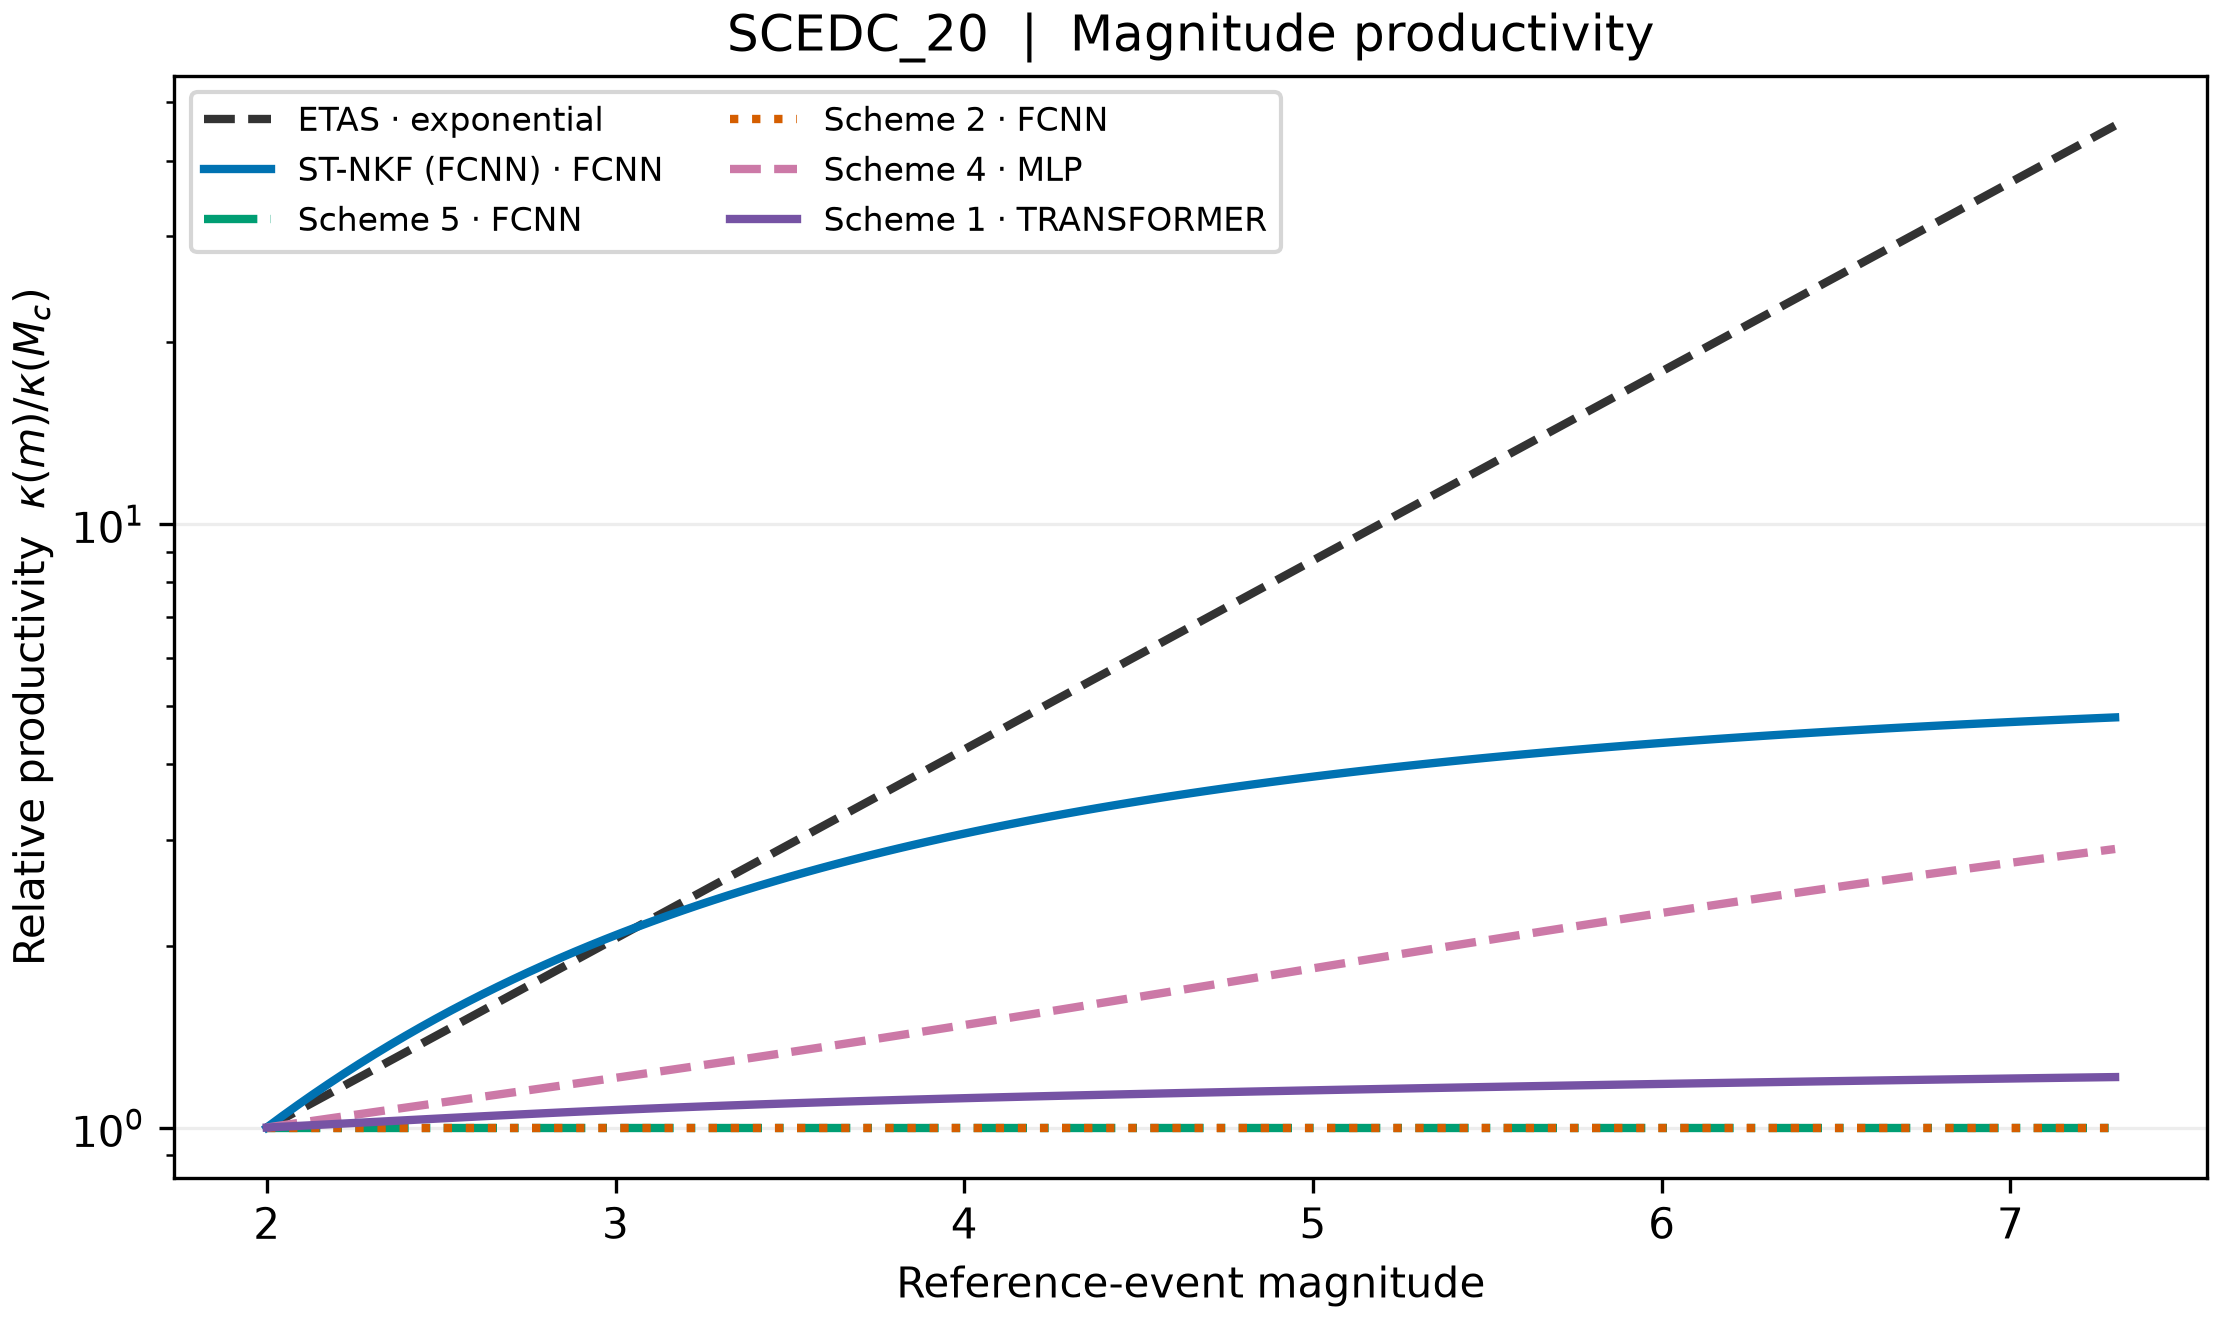 SCEDC_20 | Magnitude productivity
ETAS · exponential
ST-NKF (FCNN) · FCNN
Scheme 5 · FCNN
Scheme 2 · FCNN
Scheme 4 · MLP
Scheme 1 · TRANSFORMER
Relative productivity κ(m)/κ(M_c)
10¹
10⁰
2 3 4 5 6 7
Reference-event magnitude